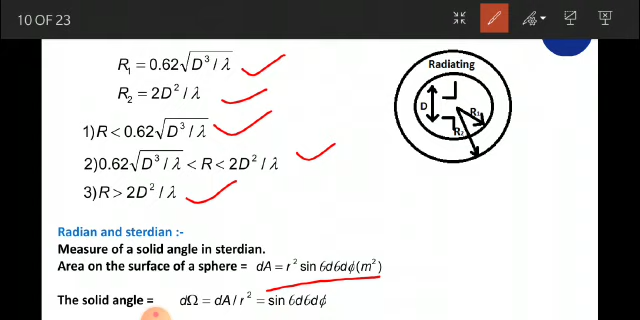 10 OF 23
R₁ = 0.62√D³ / λ
R₂ = 2D² / λ
1)R < 0.62√D³ / λ
2)0.62√D³ / λ < R < 2D² / λ
3)R > 2D² / λ
Radiating
D
R₁
R₂
Radian and sterdian :-
Measure of a solid angle in sterdian.
Area on the surface of a sphere = dA = r² sin 6d6dϕ(m²)
The solid angle = dΩ = dA / r² = sin 6d6dϕ